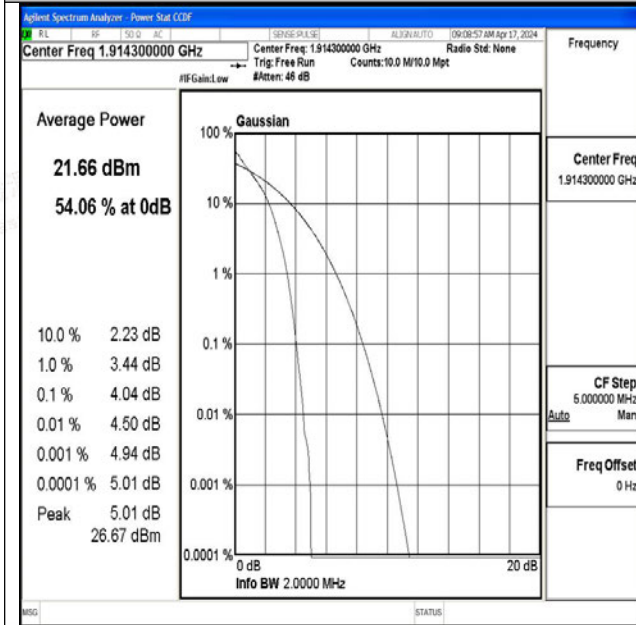 Agilent Spectrum Analyzer - Power Stat CCDF
RL RF 50 Ω AC SENSE:PULSE ALIGN AUTO 09:08:57 AM Apr 17, 2024
Center Freq 1.914300000 GHz
Center Freq: 1.914300000 GHz Radio Std: None
Trig: Free Run Counts: 10.0 M/10.0 Mpt
#IFGain:Low #Atten: 46 dB
Frequency
Average Power
21.66 dBm
54.06 % at 0dB
10.0 % 2.23 dB
1.0 % 3.44 dB
0.1 % 4.04 dB
0.01 % 4.50 dB
0.001 % 4.94 dB
0.0001 % 5.01 dB
Peak 5.01 dB
26.67 dBm
Gaussian
100 %
10 %
1 %
0.1 %
0.01 %
0.001 %
0.0001 %
0 dB 20 dB
Info BW 2.0000 MHz
Center Freq
1.914300000 GHz
CF Step
5.000000 MHz
Auto Man
Freq Offset
0 Hz
MSG STATUS